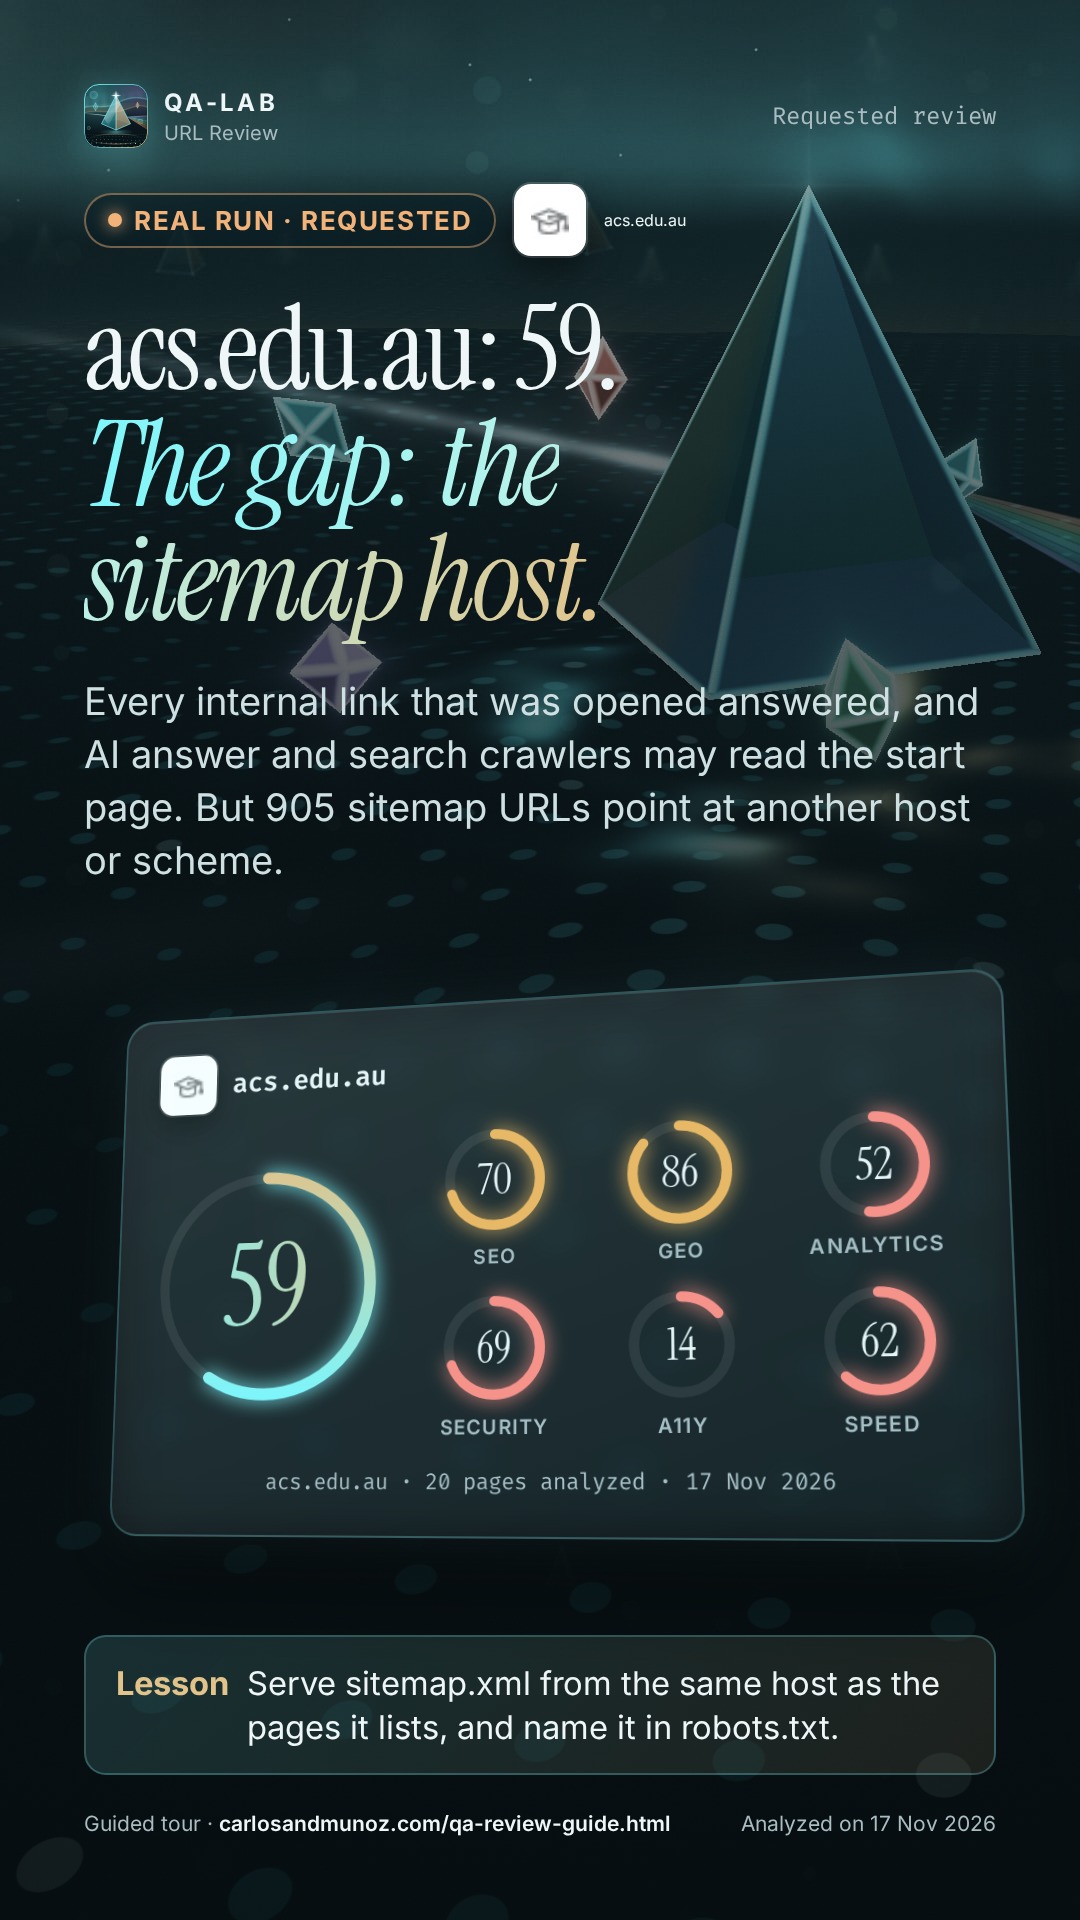 QA-LAB
URL Review
Requested review
REAL RUN · REQUESTED
acs.edu.au
acs.edu.au: 59.
The gap: the
sitemap host.
Every internal link that was opened answered, and
AI answer and search crawlers may read the start
page. But 905 sitemap URLs point at another host
or scheme.
acs.edu.au
59
70
SEO
86
GEO
52
ANALYTICS
69
SECURITY
14
A11Y
62
SPEED
acs.edu.au · 20 pages analyzed · 17 Nov 2026
Lesson Serve sitemap.xml from the same host as the
pages it lists, and name it in robots.txt.
Guided tour · carlosandmunoz.com/qa-review-guide.html
Analyzed on 17 Nov 2026